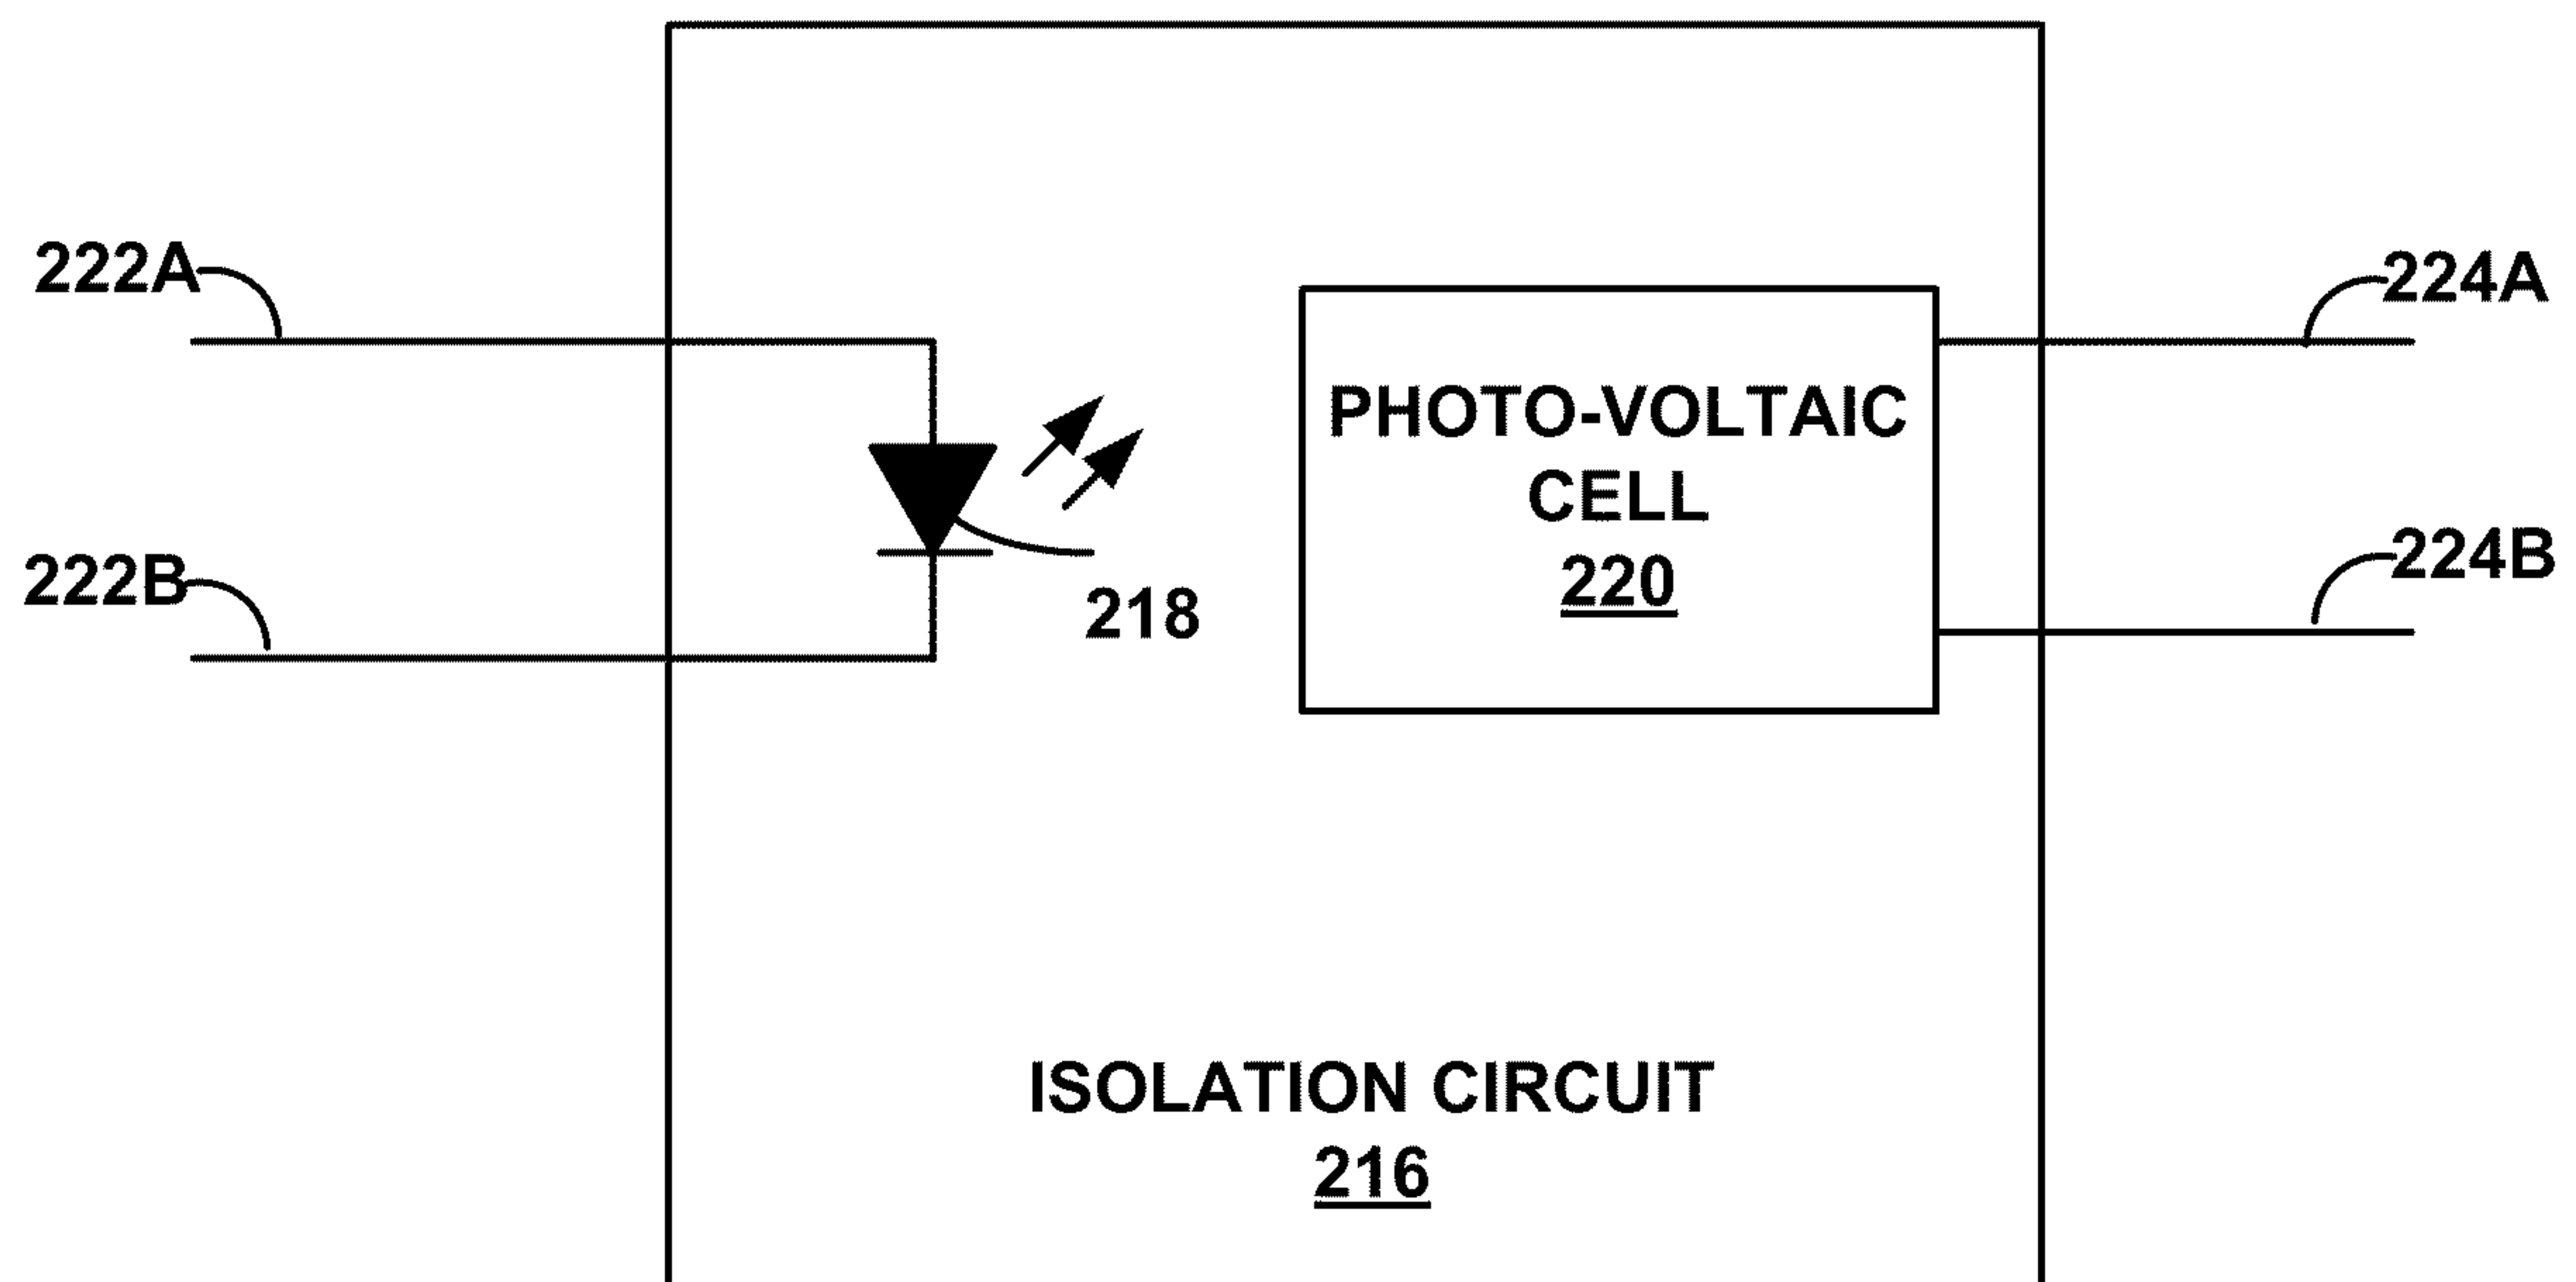 222A
224A
PHOTO-VOLTAIC
CELL
220
222B
224B
218
ISOLATION CIRCUIT
216